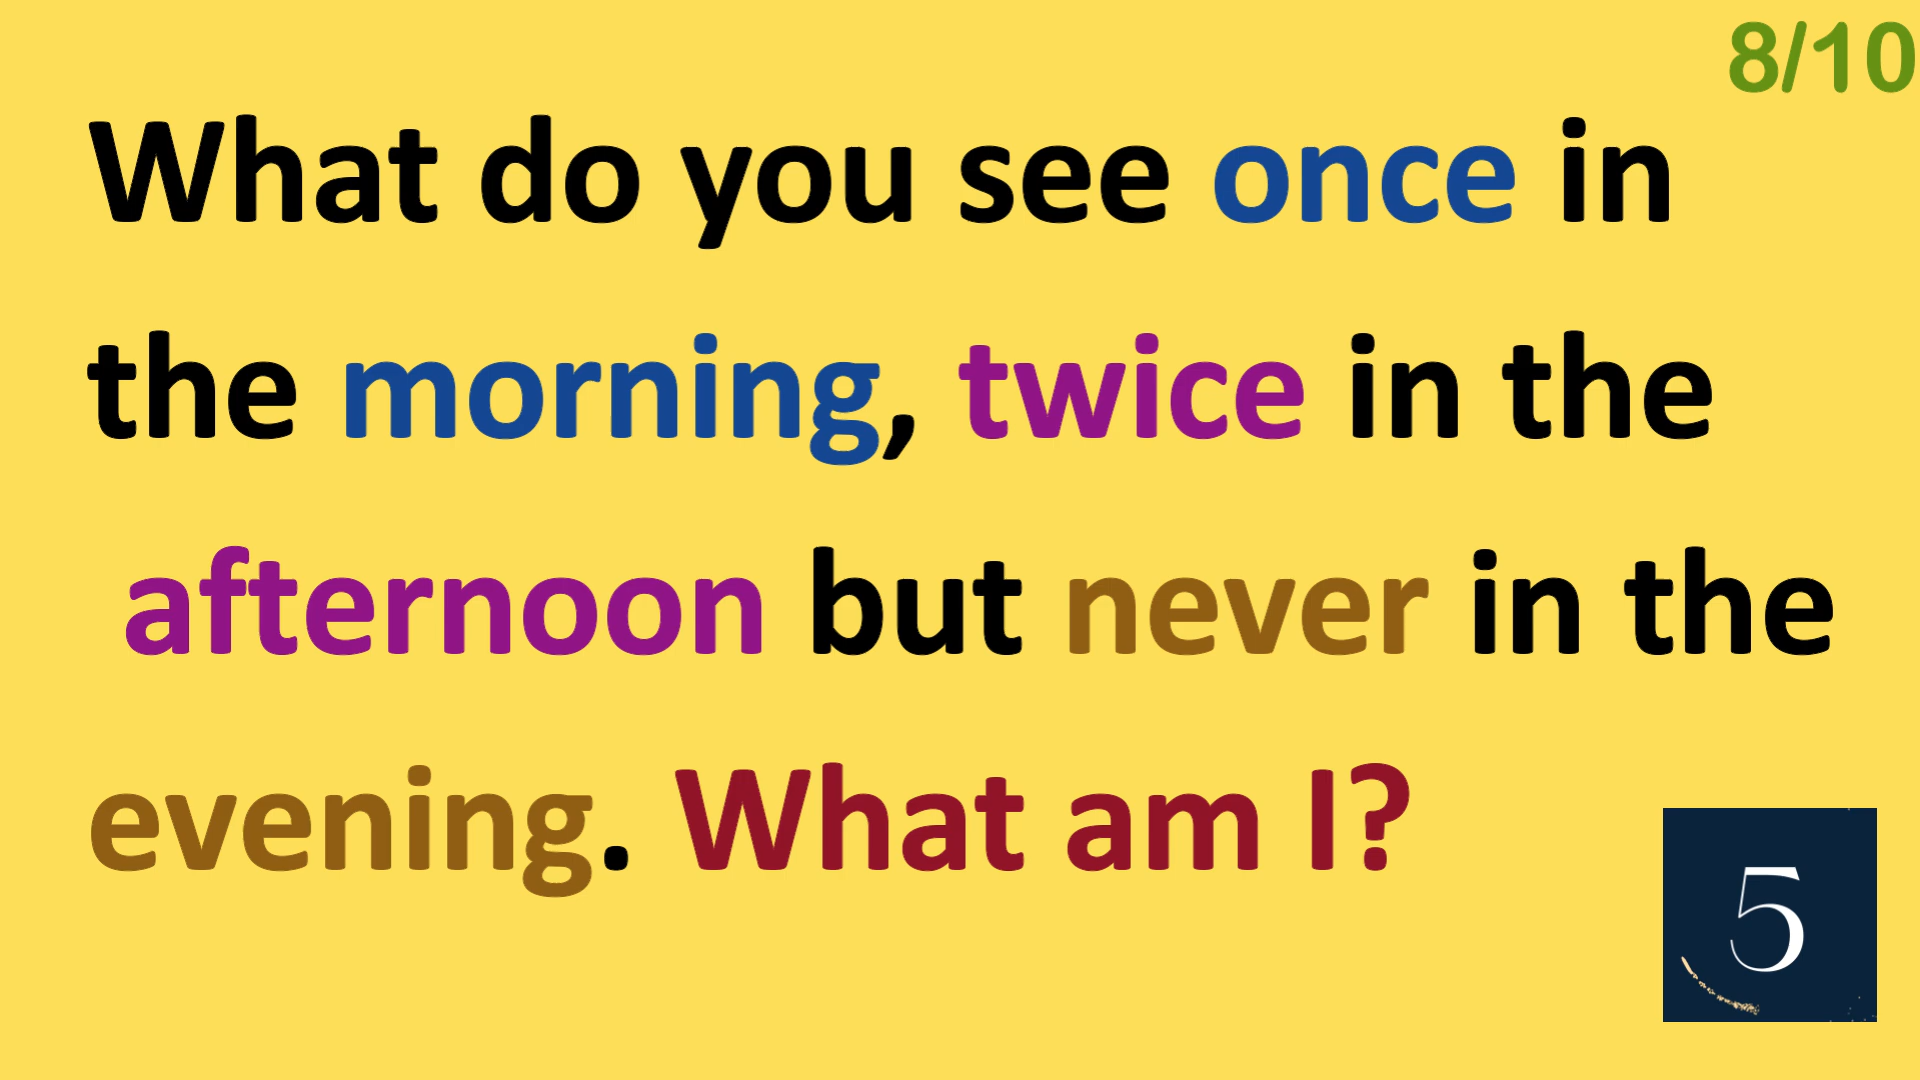 8/10
What do you see once in
the morning, twice in the
afternoon but never in the
evening. What am I?
5